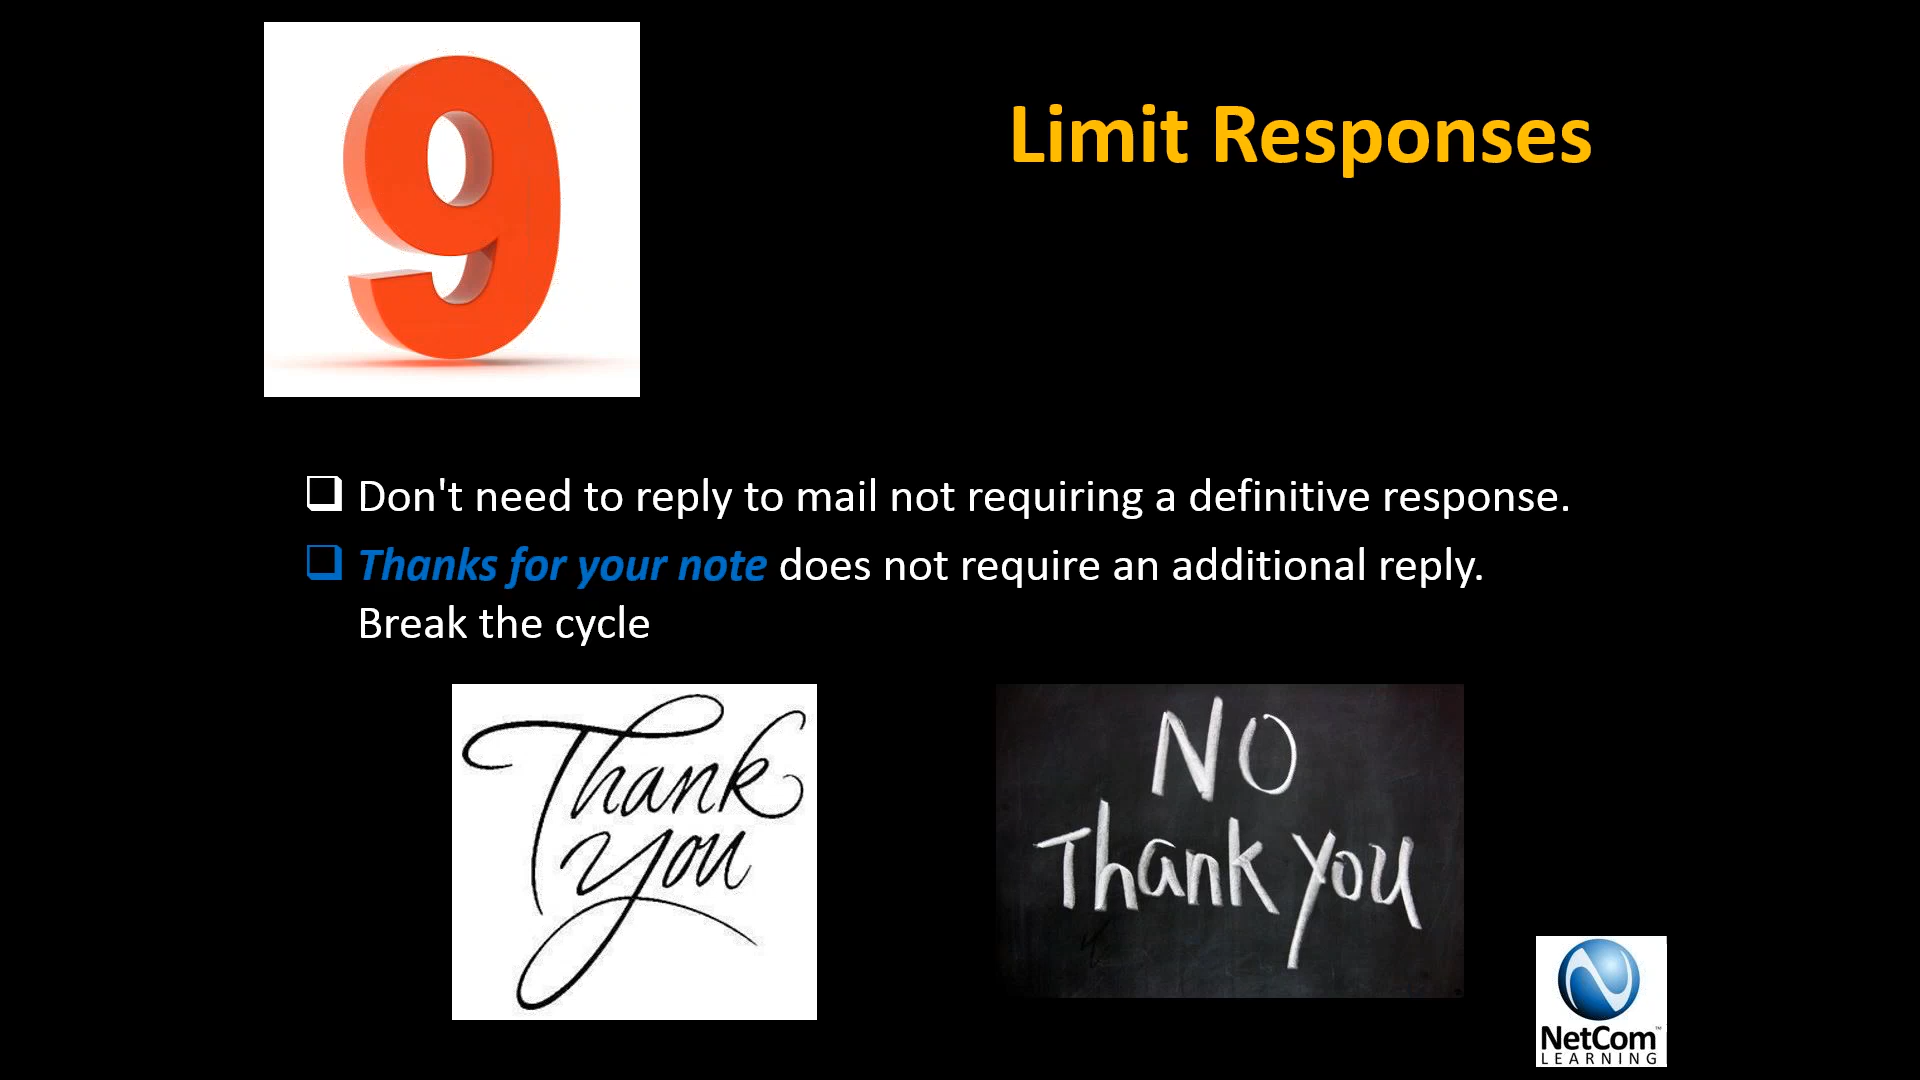 9
Limit Responses
Don't need to reply to mail not requiring a definitive response.
Thanks for your note does not require an additional reply.
Break the cycle
Thank
you
NO
Thank you
NetCom™
LEARNING